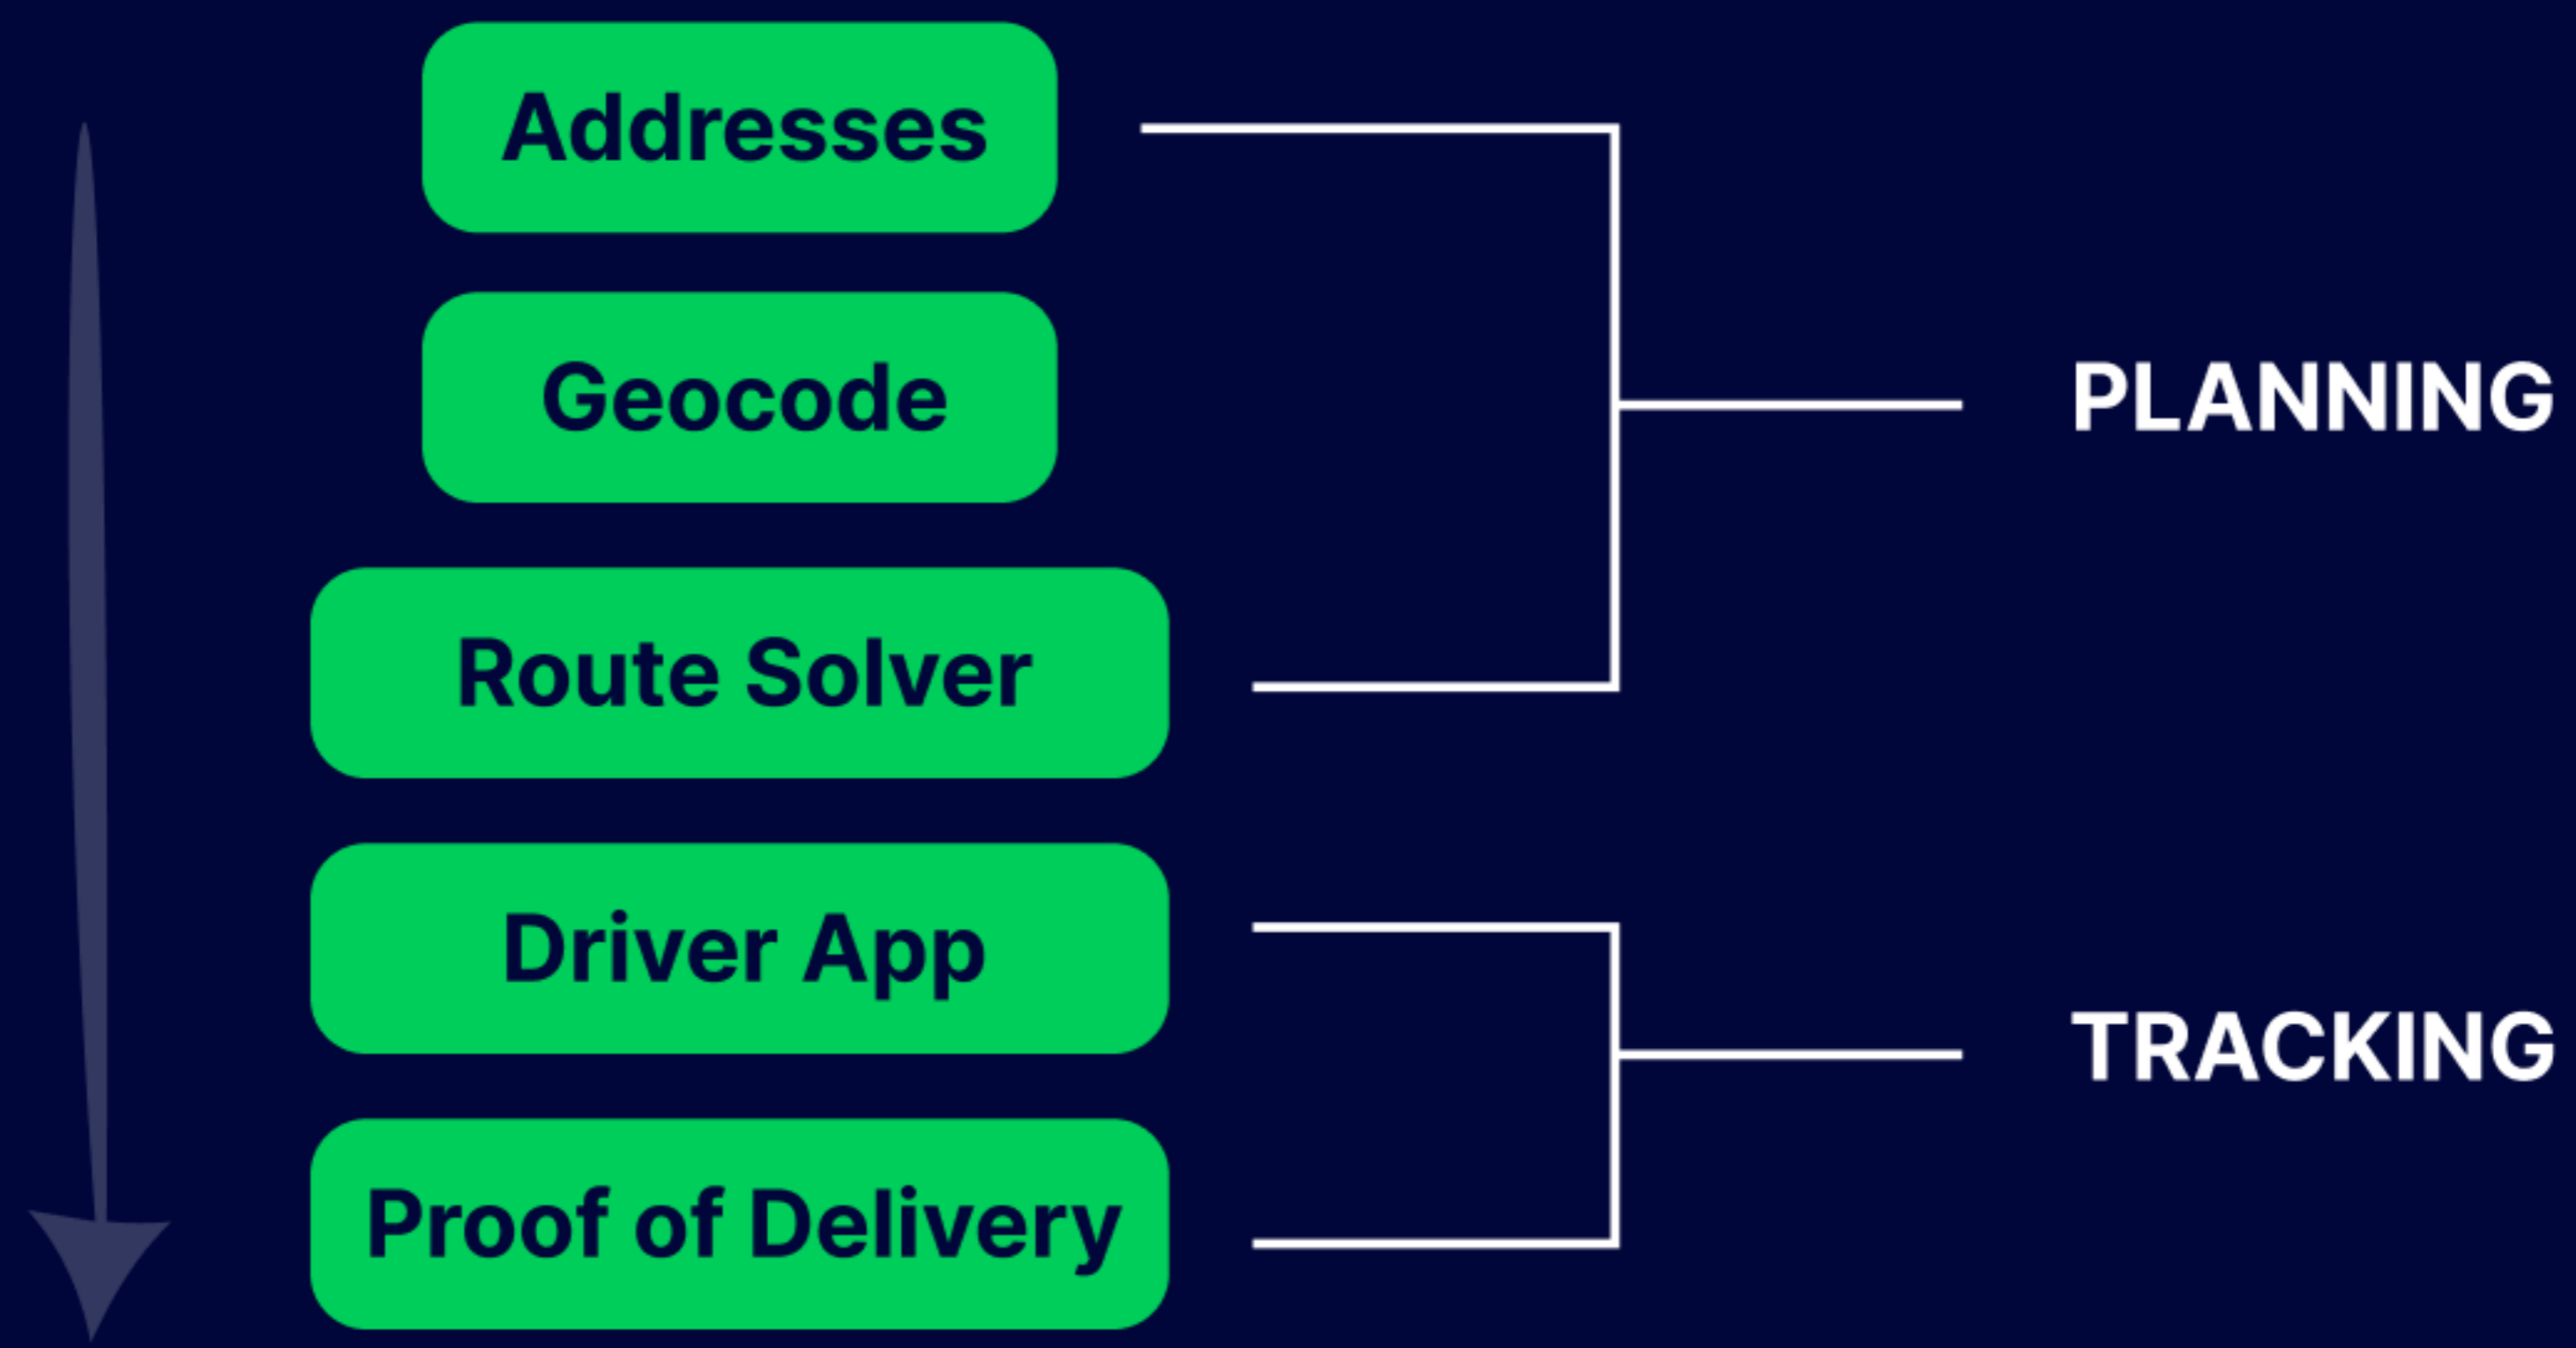 Addresses
Geocode
PLANNING
Route Solver
Driver App
TRACKING
Proof of Delivery